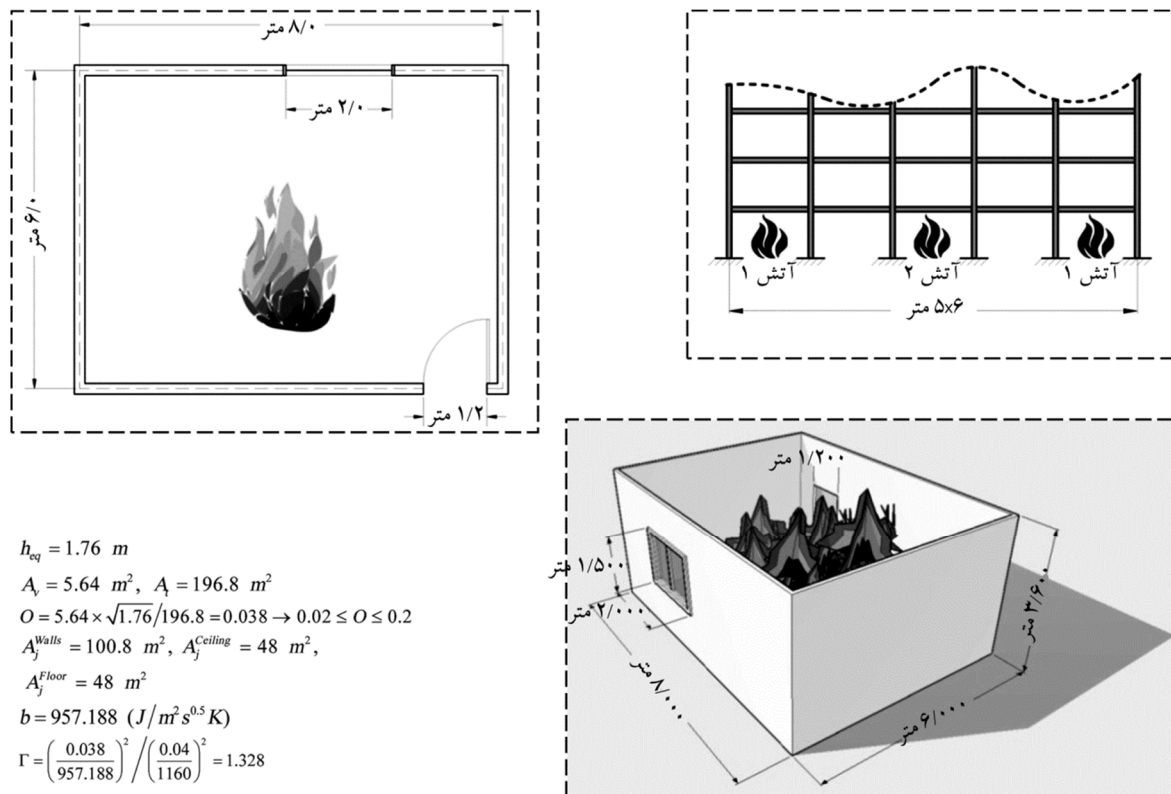 ۸/۰ متر
۲/۰ متر
۶/۰ متر
۱/۲ متر
آتش ۱
آتش ۲
آتش ۱
۵x۶ متر
h_eq = 1.76 m
A_v = 5.64 m², A_t = 196.8 m²
O = 5.64 × √1.76/196.8 = 0.038 → 0.02 ≤ O ≤ 0.2
A_j^Walls = 100.8 m², A_j^Ceiling = 48 m²,
A_j^Floor = 48 m²
b = 957.188 (J/m²s^0.5 K)
Γ = (0.038/957.188)² / (0.04/1160)² = 1.328
۱/۲۰۰ متر
۱/۵۰۰ متر
۲/۰۰۰ متر
۳/۶۰۰ متر
۸/۰۰۰ متر
۶/۰۰۰ متر